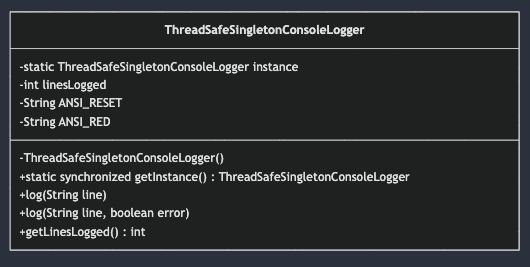 ThreadSafeSingletonConsoleLogger
-static ThreadSafeSingletonConsoleLogger instance
-int linesLogged
-String ANSI_RESET
-String ANSI_RED
-ThreadSafeSingletonConsoleLogger()
+static synchronized getInstance() : ThreadSafeSingletonConsoleLogger
+log(String line)
+log(String line, boolean error)
+getLinesLogged() : int